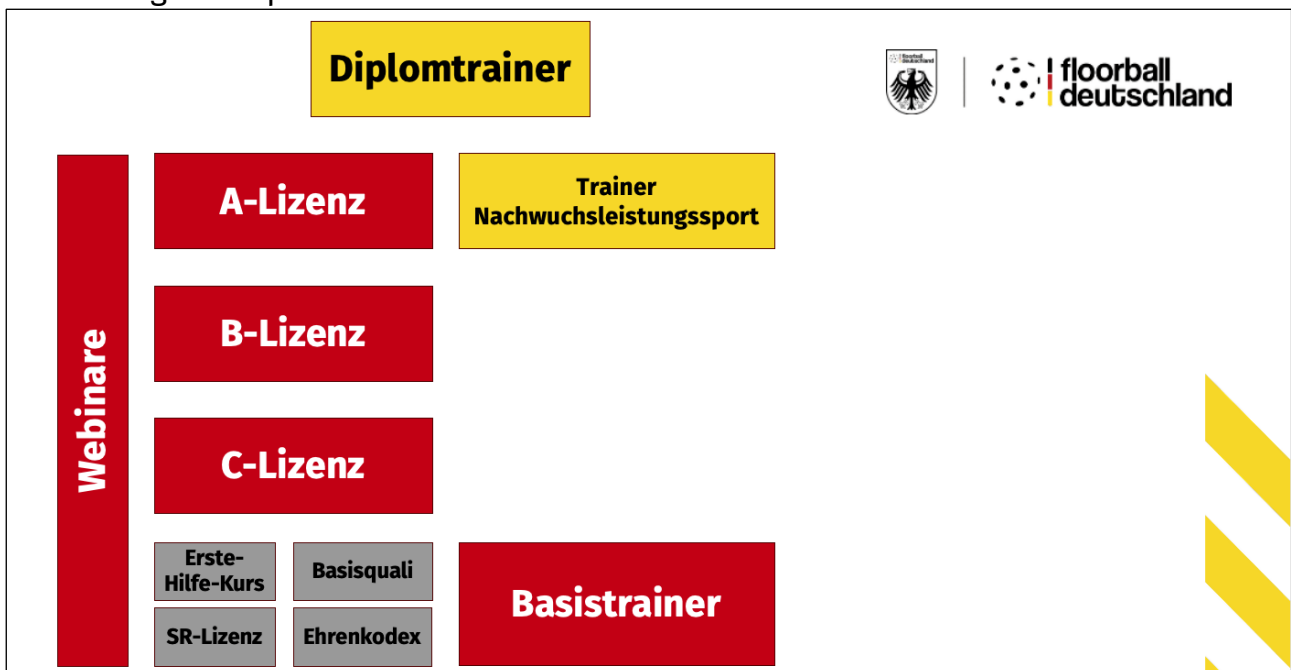 Diplomtrainer
floorball
deutschland
A-Lizenz
Trainer
Nachwuchsleistungssport
B-Lizenz
Webinare
C-Lizenz
Erste-
Hilfe-Kurs
Basisquali
Basistrainer
SR-Lizenz
Ehrenkodex